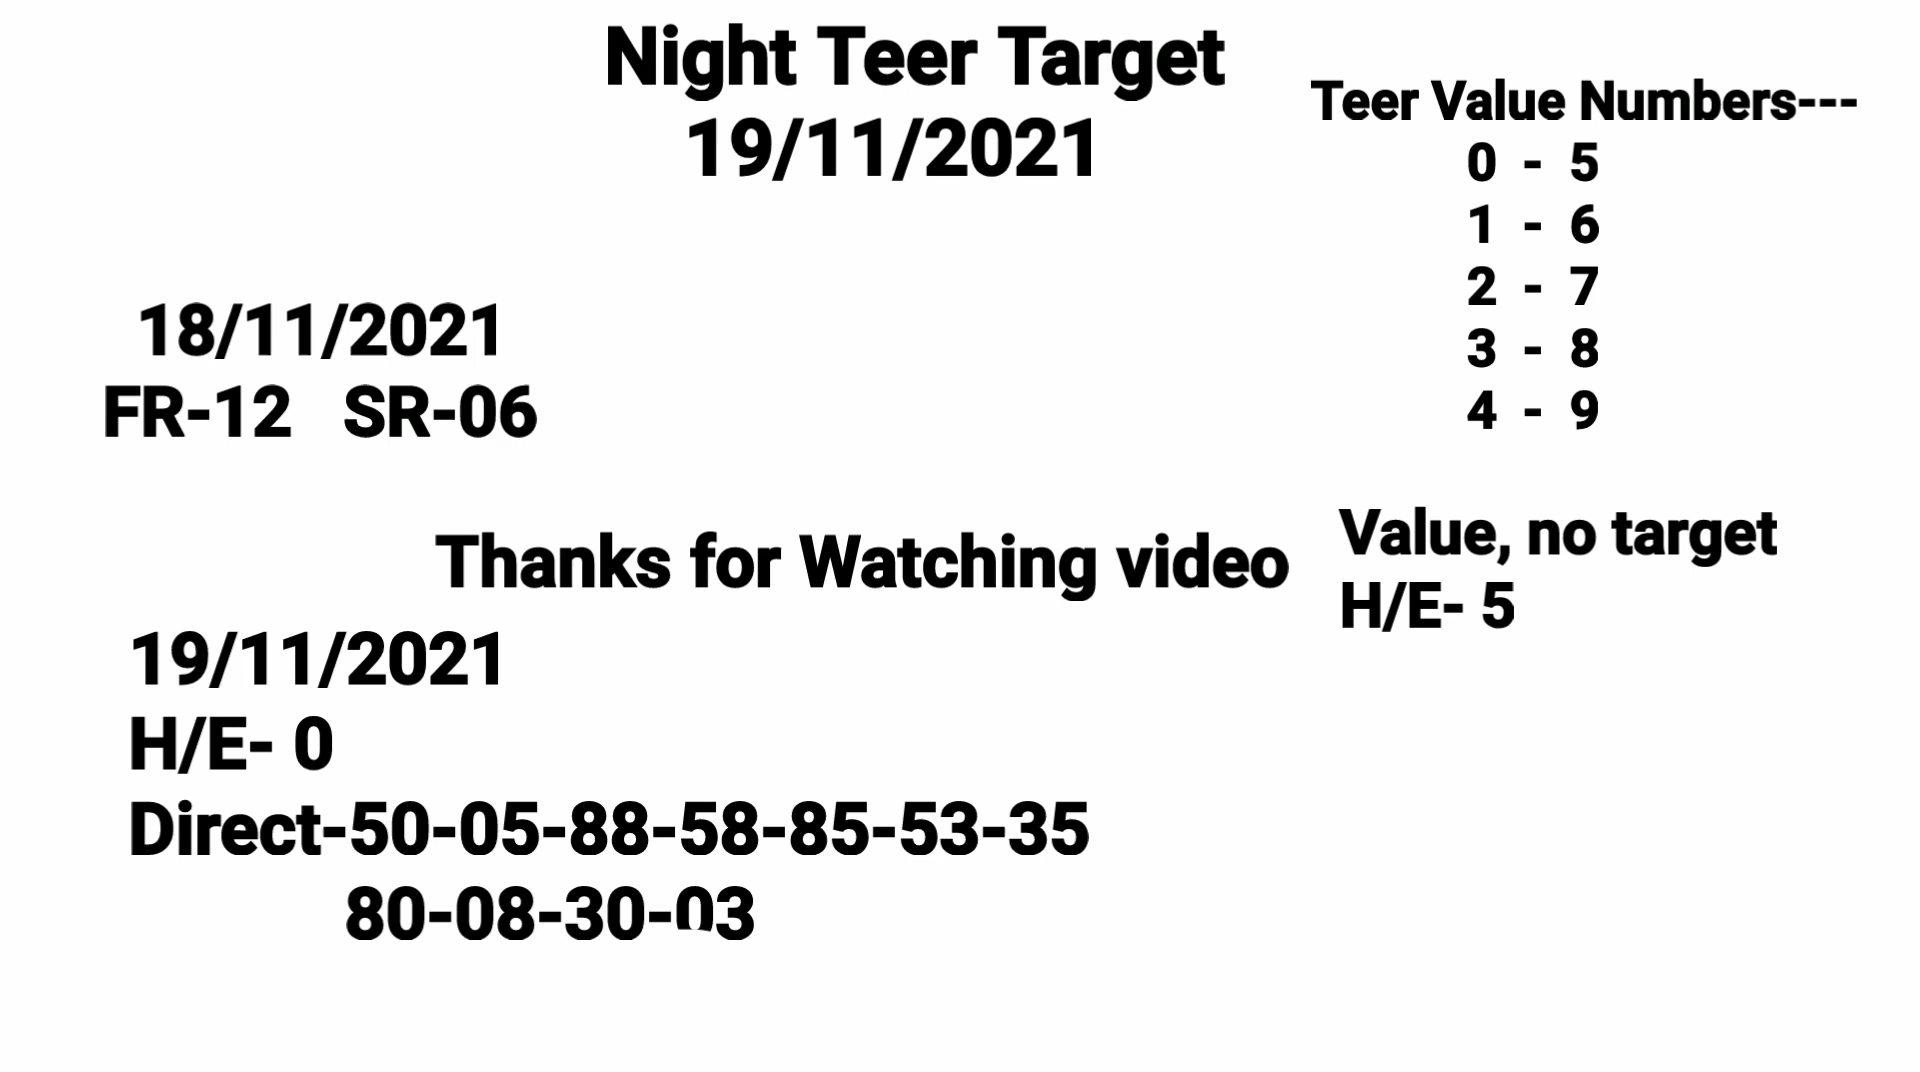 Night Teer Target
19/11/2021
Teer Value Numbers---
0 - 5
1 - 6
2 - 7
3 - 8
4 - 9
18/11/2021
FR-12 SR-06
Value, no target
H/E- 5
Thanks for Watching video
19/11/2021
H/E- 0
Direct-50-05-88-58-85-53-35
80-08-30-03